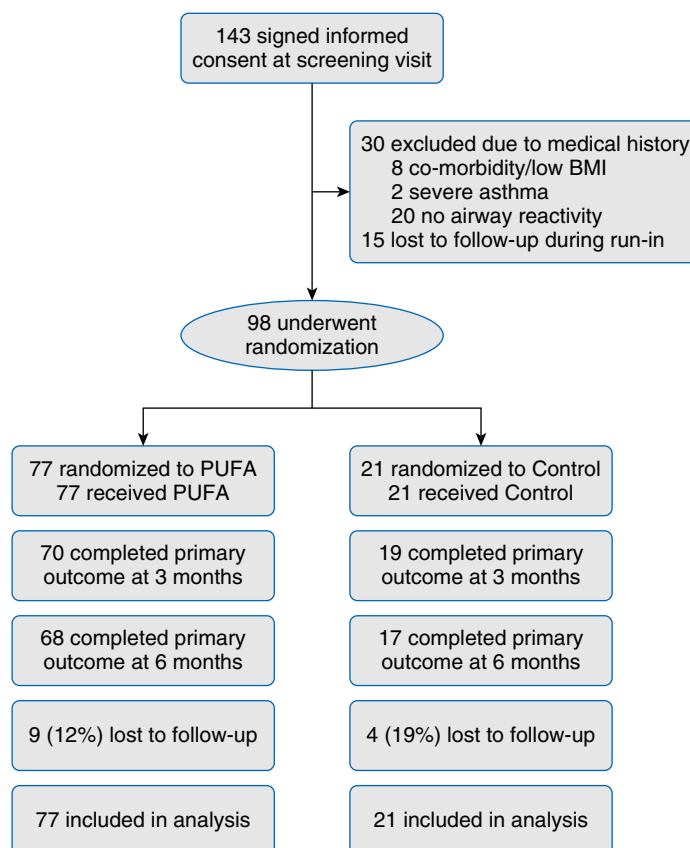 143 signed informed
consent at screening visit
30 excluded due to medical history
8 co-morbidity/low BMI
2 severe asthma
20 no airway reactivity
15 lost to follow-up during run-in
98 underwent
randomization
77 randomized to PUFA
77 received PUFA
21 randomized to Control
21 received Control
70 completed primary
outcome at 3 months
19 completed primary
outcome at 3 months
68 completed primary
outcome at 6 months
17 completed primary
outcome at 6 months
9 (12%) lost to follow-up
4 (19%) lost to follow-up
77 included in analysis
21 included in analysis